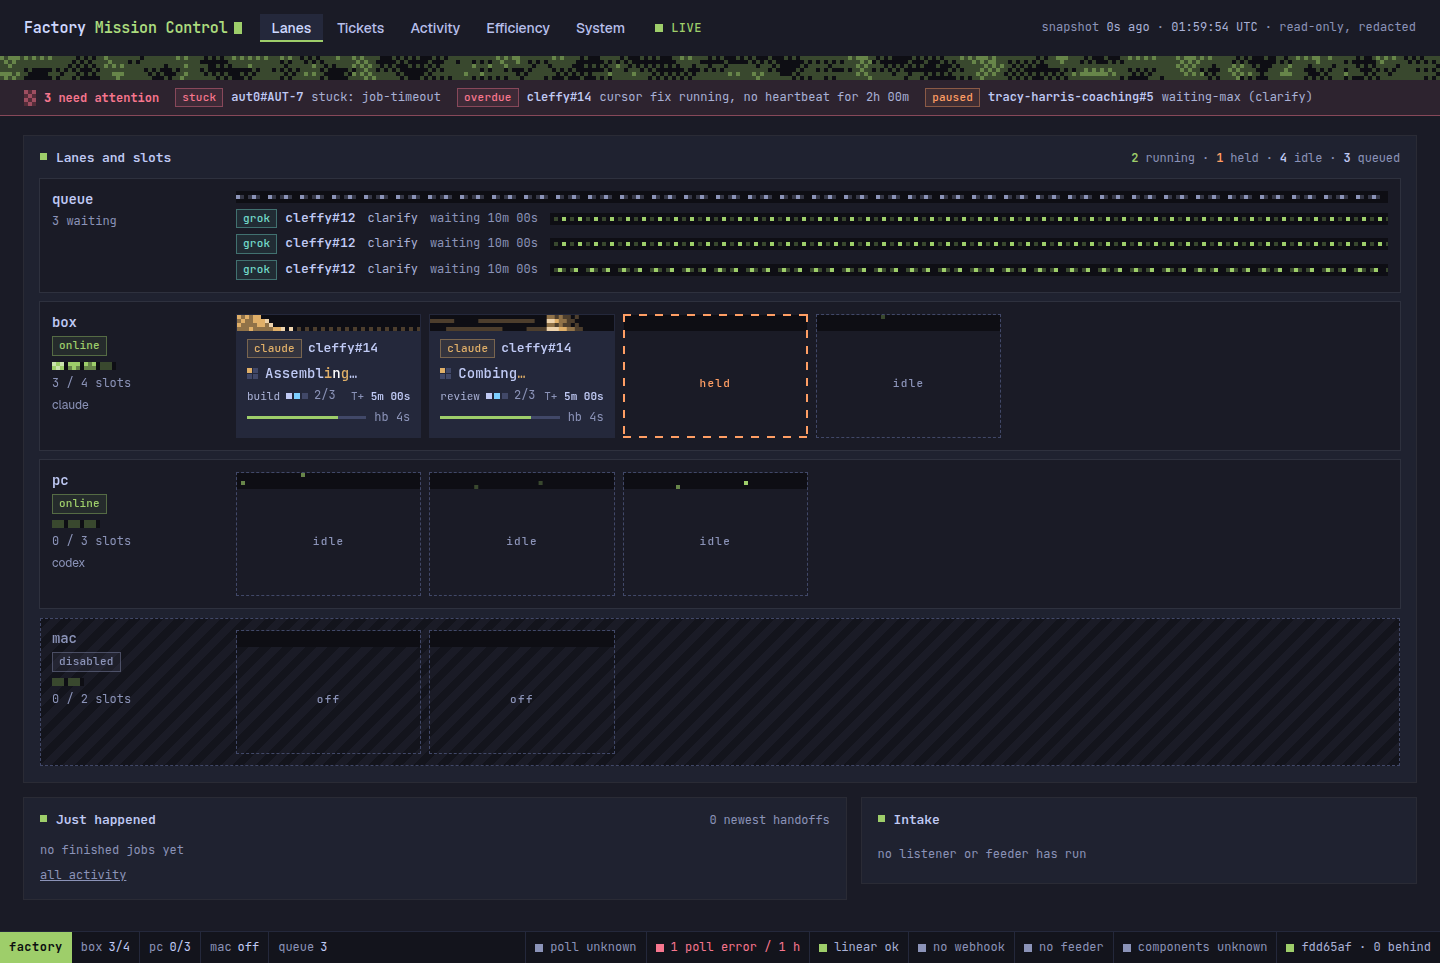 Factory Mission Control Lanes Tickets Activity Efficiency System LIVE snapshot 0s ago · 01:59:54 UTC · read-only, redacted
3 need attention stuck aut0#AUT-7 stuck: job-timeout overdue cleffy#14 cursor fix running, no heartbeat for 2h 00m paused tracy-harris-coaching#5 waiting-max (clarify)
Lanes and slots 2 running · 1 held · 4 idle · 3 queued
queue
3 waiting
grok cleffy#12 clarify waiting 10m 00s
grok cleffy#12 clarify waiting 10m 00s
grok cleffy#12 clarify waiting 10m 00s
box
online
3 / 4 slots
claude
claude cleffy#14
Assembling…
build 2/3 T+ 5m 00s
hb 4s
claude cleffy#14
Combing…
review 2/3 T+ 5m 00s
hb 4s
held
idle
pc
online
0 / 3 slots
codex
idle
idle
idle
mac
disabled
0 / 2 slots
off
off
Just happened 0 newest handoffs
no finished jobs yet
all activity
Intake
no listener or feeder has run
factory box 3/4 pc 0/3 mac off queue 3 poll unknown 1 poll error / 1 h linear ok no webhook no feeder components unknown fdd65af · 0 behind